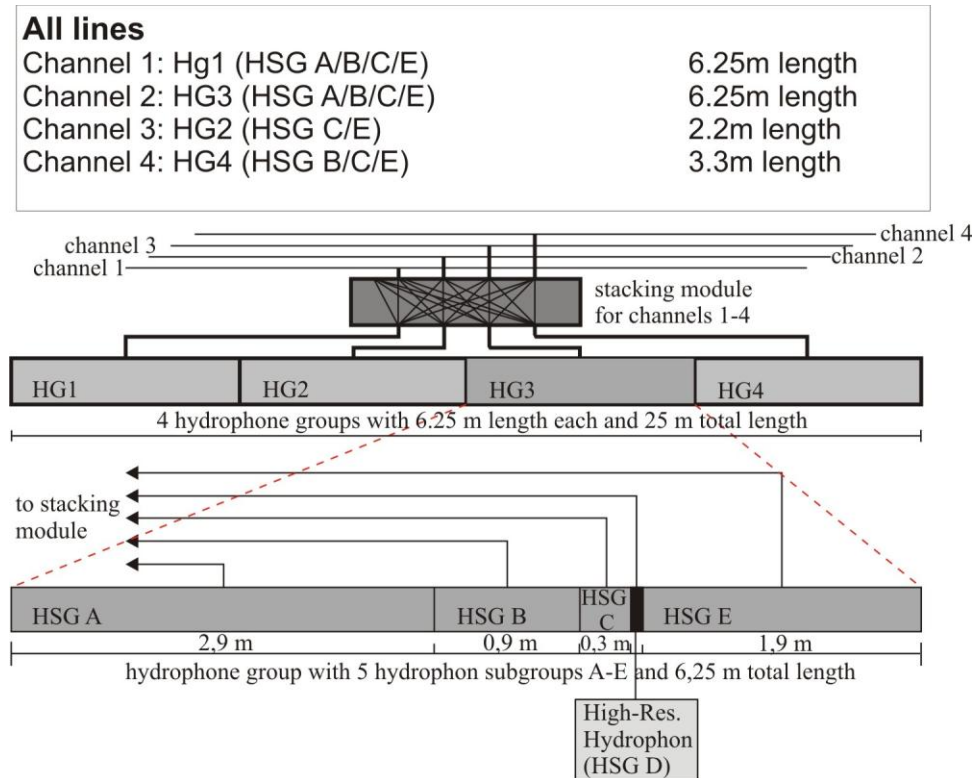 All lines
Channel 1: Hg1 (HSG A/B/C/E) 6.25m length
Channel 2: HG3 (HSG A/B/C/E) 6.25m length
Channel 3: HG2 (HSG C/E) 2.2m length
Channel 4: HG4 (HSG B/C/E) 3.3m length
channel 4
channel 3
channel 2
channel 1
stacking module
for channels 1-4
HG1 HG2 HG3 HG4
4 hydrophone groups with 6.25 m length each and 25 m total length
to stacking
module
HSG A HSG B HSG C HSG E
2,9 m 0,9 m 0,3 m 1,9 m
hydrophone group with 5 hydrophon subgroups A-E and 6,25 m total length
High-Res.
Hydrophon
(HSG D)